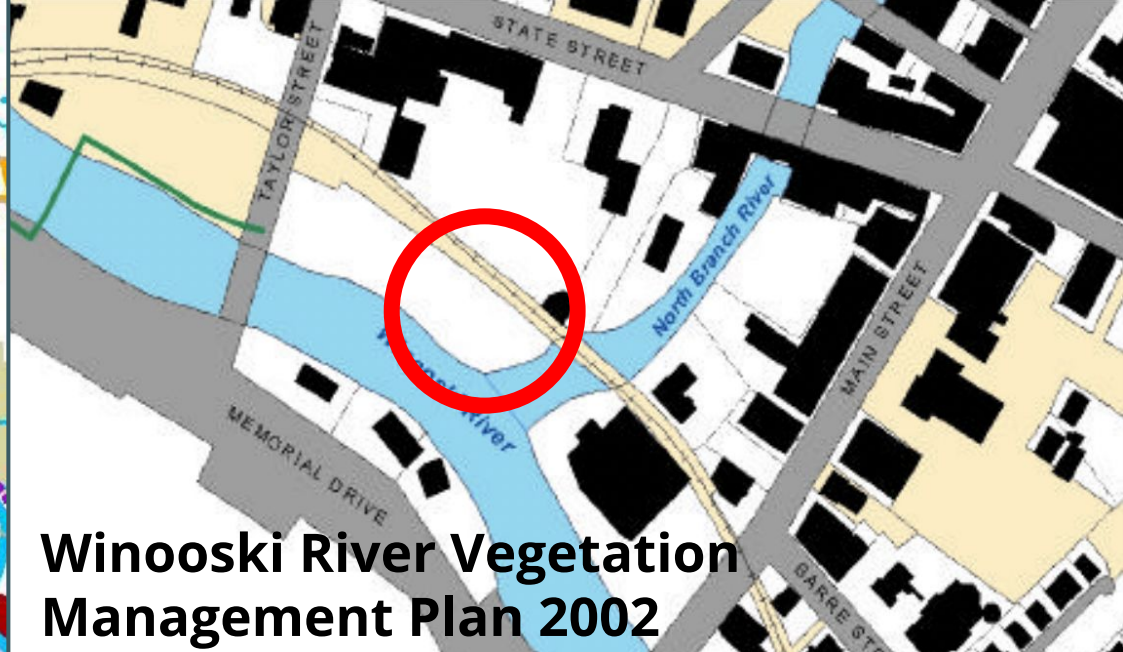 STATE STREET
TAYLOR STREET
North Branch River
MAIN STREET
River
MEMORIAL DRIVE
BARRE
Winooski River Vegetation
Management Plan 2002